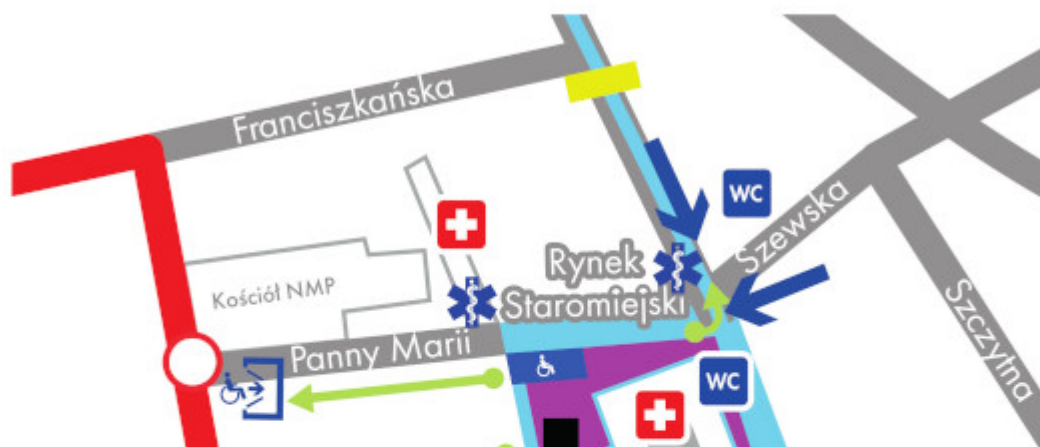 Franciszkańska
WC
Szewska
Rynek
Staromiejski
Kościół NMP
Panny Marii
Szczytna
WC